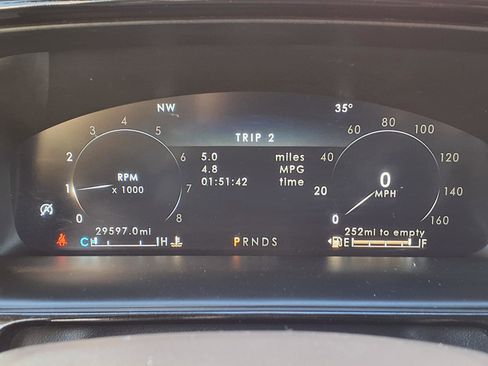 NW 35°
TRIP 2
5.0 miles
4.8 MPG
01:51:42 time
0 1 2 3 4 5 6 7 8
RPM
x 1000
0 20 40 60 80 100 120 140 160
0
MPH
29597.0mi
252mi to empty
C H
PRNDS
E F